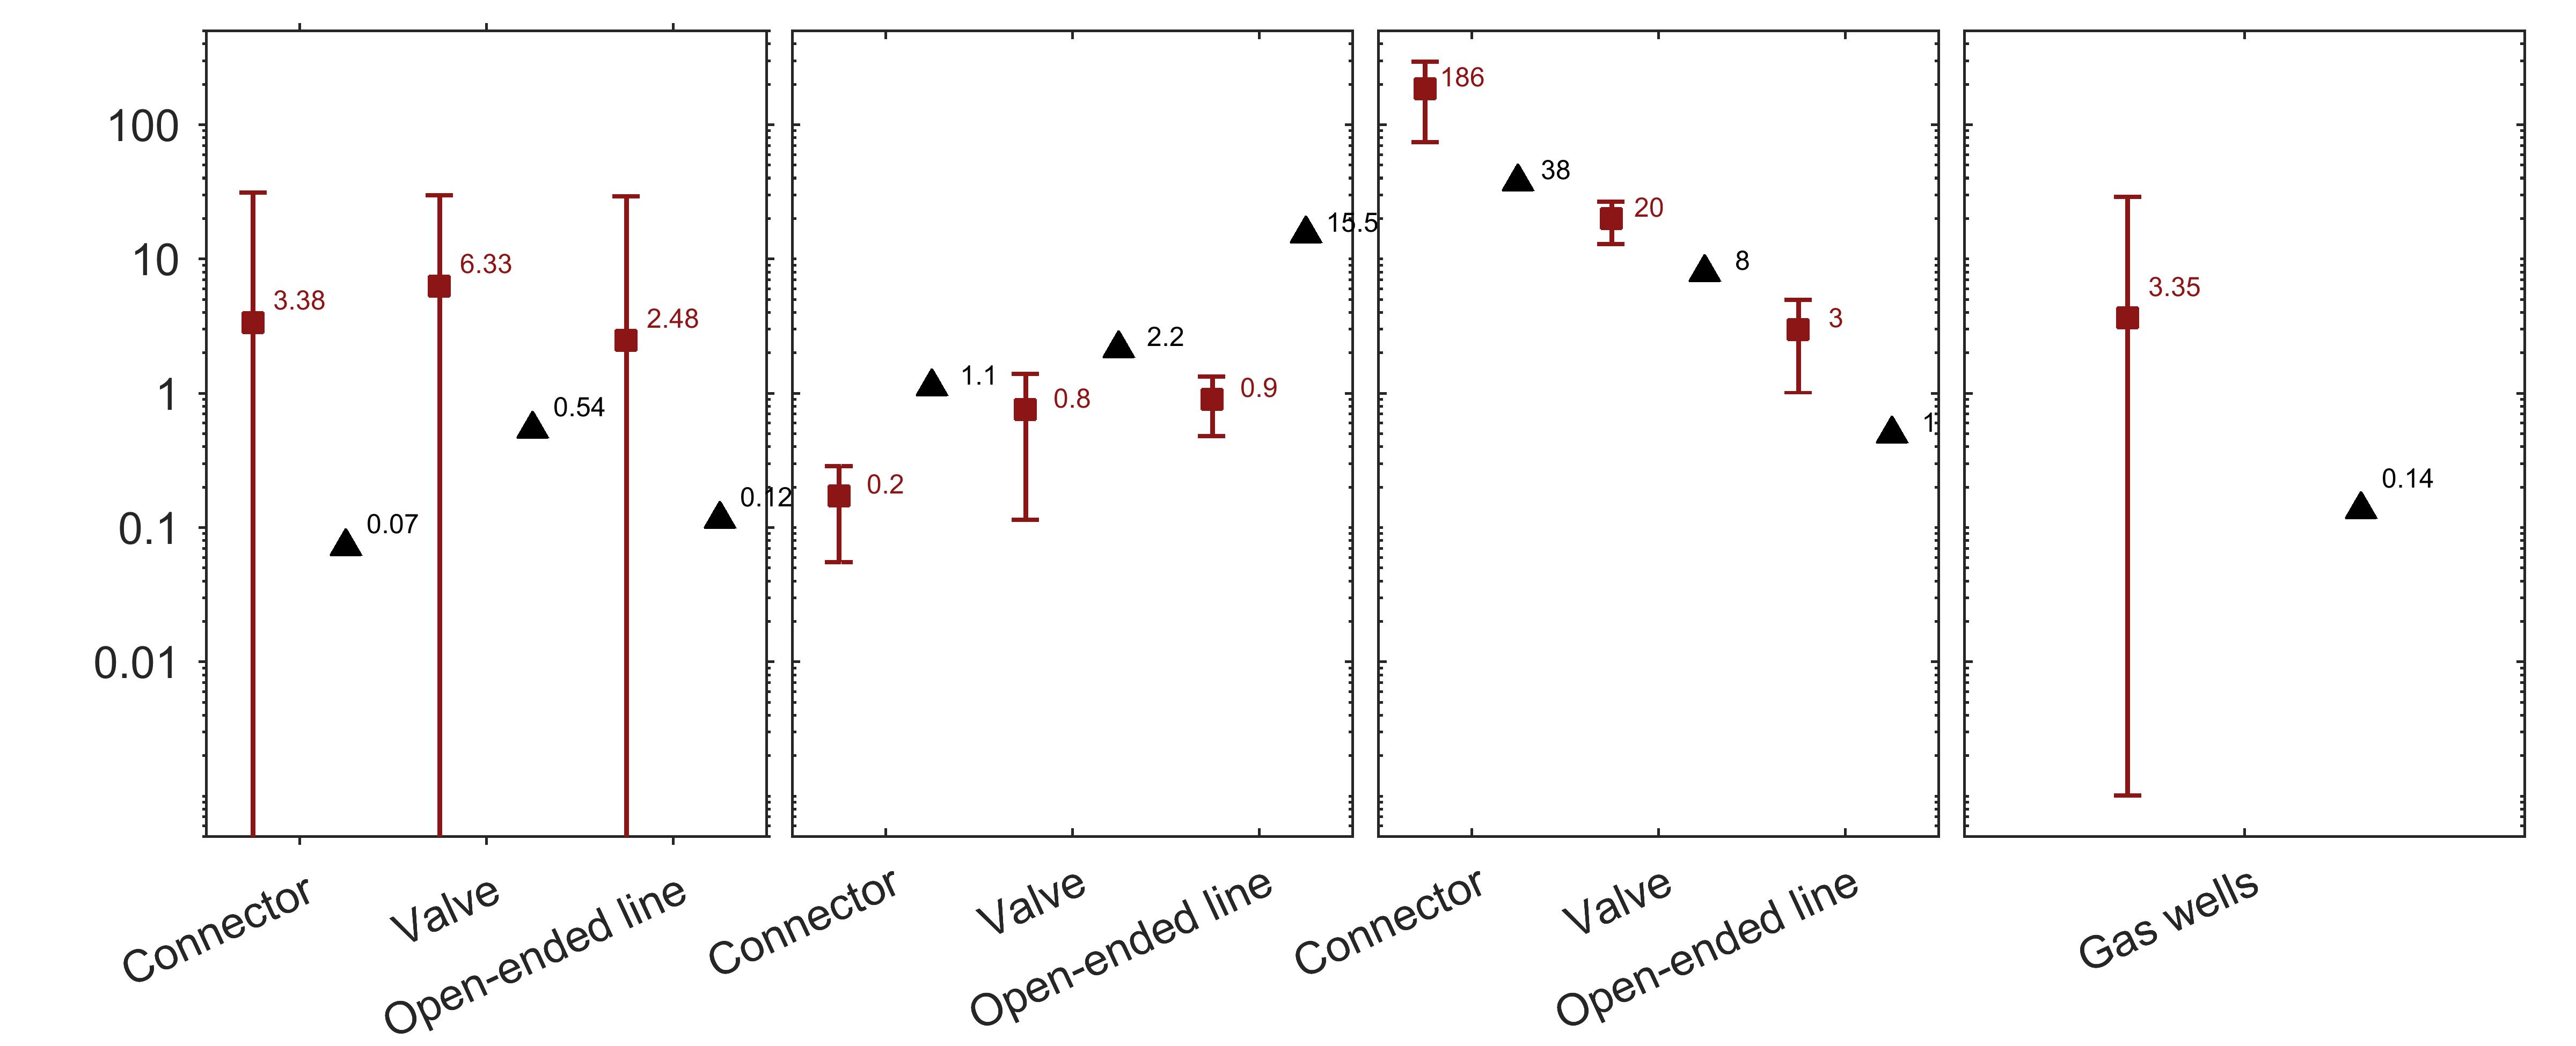 100
10
1
0.1
0.01
3.38
0.07
6.33
0.54
2.48
0.12
0.2
1.1
0.8
2.2
0.9
15.5
186
38
20
8
3
1
3.35
0.14
Connector
Valve
Open-ended line
Connector
Valve
Open-ended line
Connector
Valve
Open-ended line
Gas wells